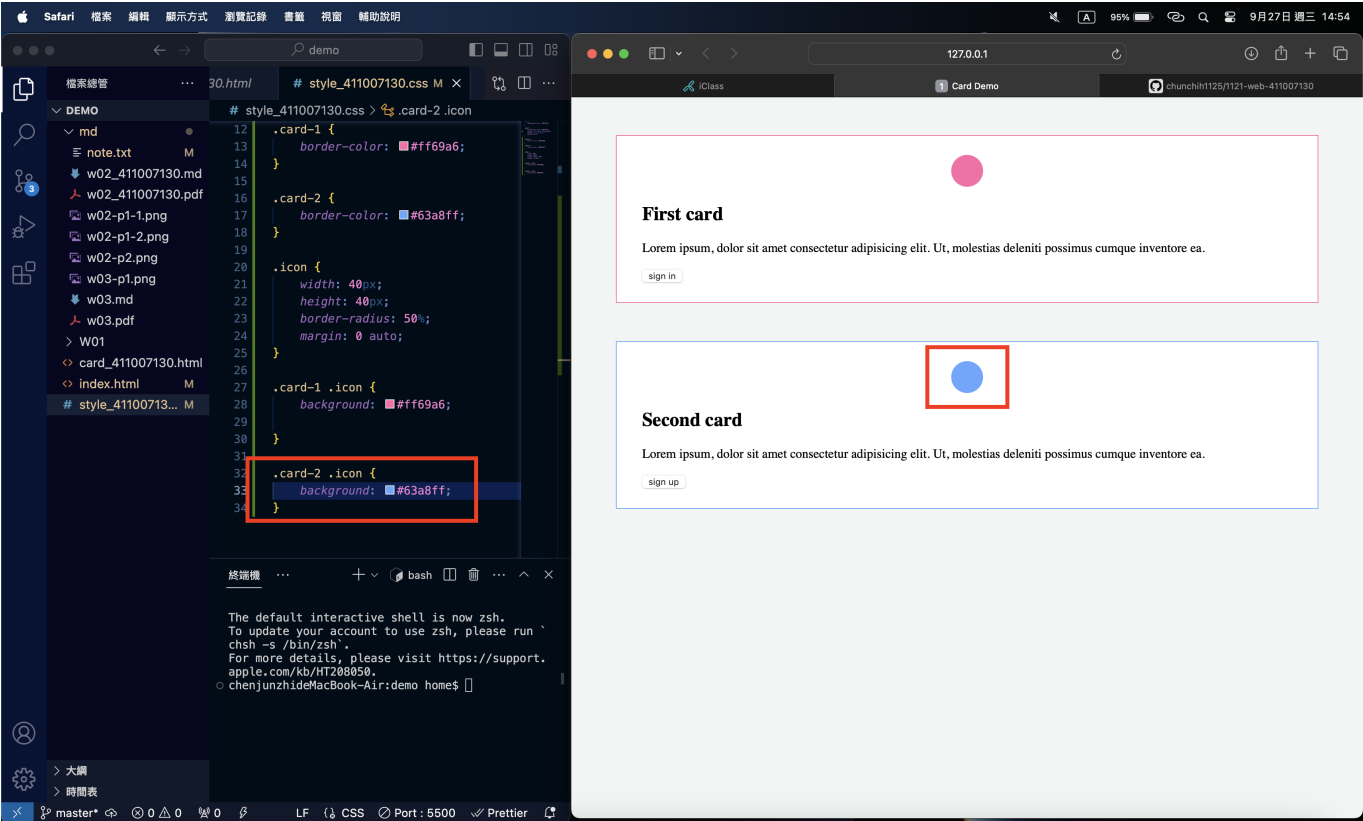 Safari 檔案 編輯 顯示方式 瀏覽記錄 書籤 視窗 輔助說明
A 95% 9月27日 週三 14:54
demo
檔案總管
30.html
# style_411007130.css M
DEMO
# style_411007130.css > .card-2 .icon
md
note.txt M
w02_411007130.md
w02_411007130.pdf
w02-p1-1.png
w02-p1-2.png
w02-p2.png
w03-p1.png
w03.md
w03.pdf
W01
card_411007130.html
index.html M
# style_41100713... M
3
12 .card-1 {
13 border-color: #ff69a6;
14 }
15
16 .card-2 {
17 border-color: #63a8ff;
18 }
19
20 .icon {
21 width: 40px;
22 height: 40px;
23 border-radius: 50%;
24 margin: 0 auto;
25 }
26
27 .card-1 .icon {
28 background: #ff69a6;
29
30 }
31
32 .card-2 .icon {
33 background: #63a8ff;
34 }
終端機
bash
The default interactive shell is now zsh.
To update your account to use zsh, please run `
chsh -s /bin/zsh`.
For more details, please visit https://support.
apple.com/kb/HT208050.
chenjunzhideMacBook-Air:demo home$
大綱
時間表
master* 0 0 0 LF CSS Port : 5500 Prettier
127.0.0.1
iClass
1 Card Demo
chunchih1125/1121-web-411007130
First card
Lorem ipsum, dolor sit amet consectetur adipisicing elit. Ut, molestias deleniti possimus cumque inventore ea.
sign in
Second card
Lorem ipsum, dolor sit amet consectetur adipisicing elit. Ut, molestias deleniti possimus cumque inventore ea.
sign up